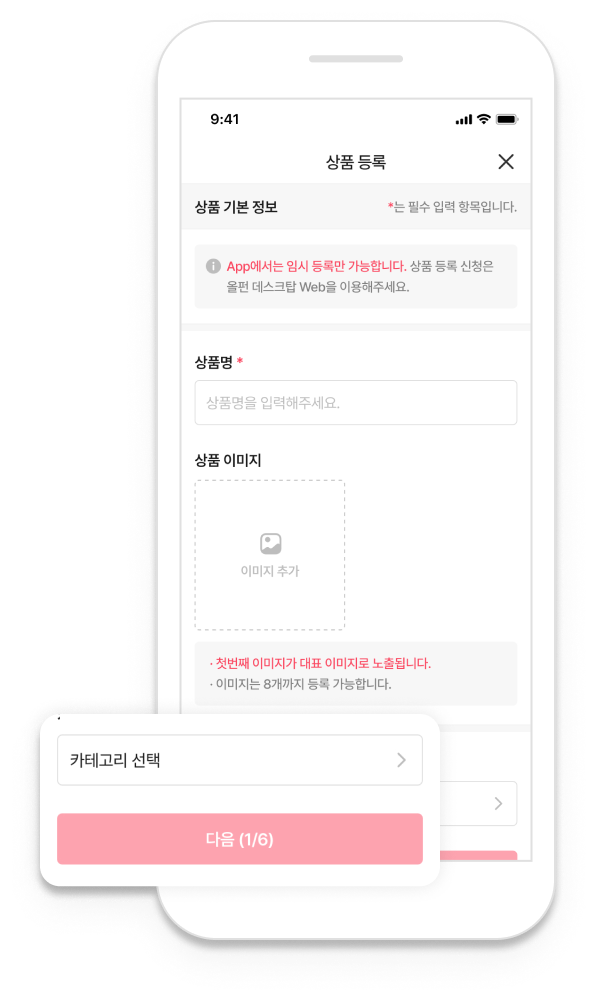 9:41
상품 등록
상품 기본 정보
*는 필수 입력 항목입니다.
App에서는 임시 등록만 가능합니다. 상품 등록 신청은
올펀 데스크탑 Web을 이용해주세요.
상품명 *
상품명을 입력해주세요.
상품 이미지
이미지 추가
· 첫번째 이미지가 대표 이미지로 노출됩니다.
· 이미지는 8개까지 등록 가능합니다.
카테고리 선택
다음 (1/6)